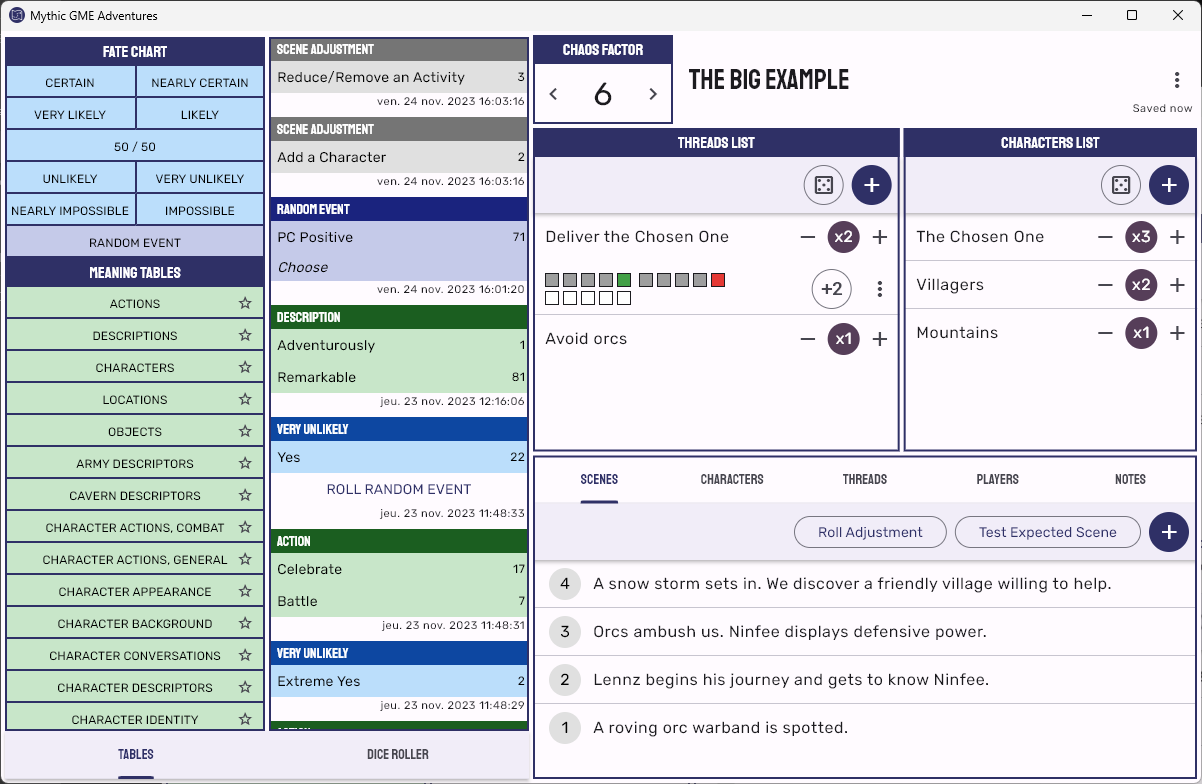 Mythic GME Adventures
FATE CHART
CERTAIN
NEARLY CERTAIN
VERY LIKELY
LIKELY
50 / 50
UNLIKELY
VERY UNLIKELY
NEARLY IMPOSSIBLE
IMPOSSIBLE
RANDOM EVENT
MEANING TABLES
ACTIONS
DESCRIPTIONS
CHARACTERS
LOCATIONS
OBJECTS
ARMY DESCRIPTORS
CAVERN DESCRIPTORS
CHARACTER ACTIONS, COMBAT
CHARACTER ACTIONS, GENERAL
CHARACTER APPEARANCE
CHARACTER BACKGROUND
CHARACTER CONVERSATIONS
CHARACTER DESCRIPTORS
CHARACTER IDENTITY
TABLES
DICE ROLLER
SCENE ADJUSTMENT
Reduce/Remove an Activity 3
ven. 24 nov. 2023 16:03:16
SCENE ADJUSTMENT
Add a Character 2
ven. 24 nov. 2023 16:03:16
RANDOM EVENT
PC Positive 71
Choose
ven. 24 nov. 2023 16:01:20
DESCRIPTION
Adventurously 1
Remarkable 81
jeu. 23 nov. 2023 12:16:06
VERY UNLIKELY
Yes 22
ROLL RANDOM EVENT
jeu. 23 nov. 2023 11:48:33
ACTION
Celebrate 17
Battle 7
jeu. 23 nov. 2023 11:48:31
VERY UNLIKELY
Extreme Yes 2
jeu. 23 nov. 2023 11:48:29
CHAOS FACTOR
6
THE BIG EXAMPLE
Saved now
THREADS LIST
Deliver the Chosen One x2
+2
Avoid orcs x1
CHARACTERS LIST
The Chosen One x3
Villagers x2
Mountains x1
SCENES
CHARACTERS
THREADS
PLAYERS
NOTES
Roll Adjustment
Test Expected Scene
4 A snow storm sets in. We discover a friendly village willing to help.
3 Orcs ambush us. Ninfee displays defensive power.
2 Lennz begins his journey and gets to know Ninfee.
1 A roving orc warband is spotted.